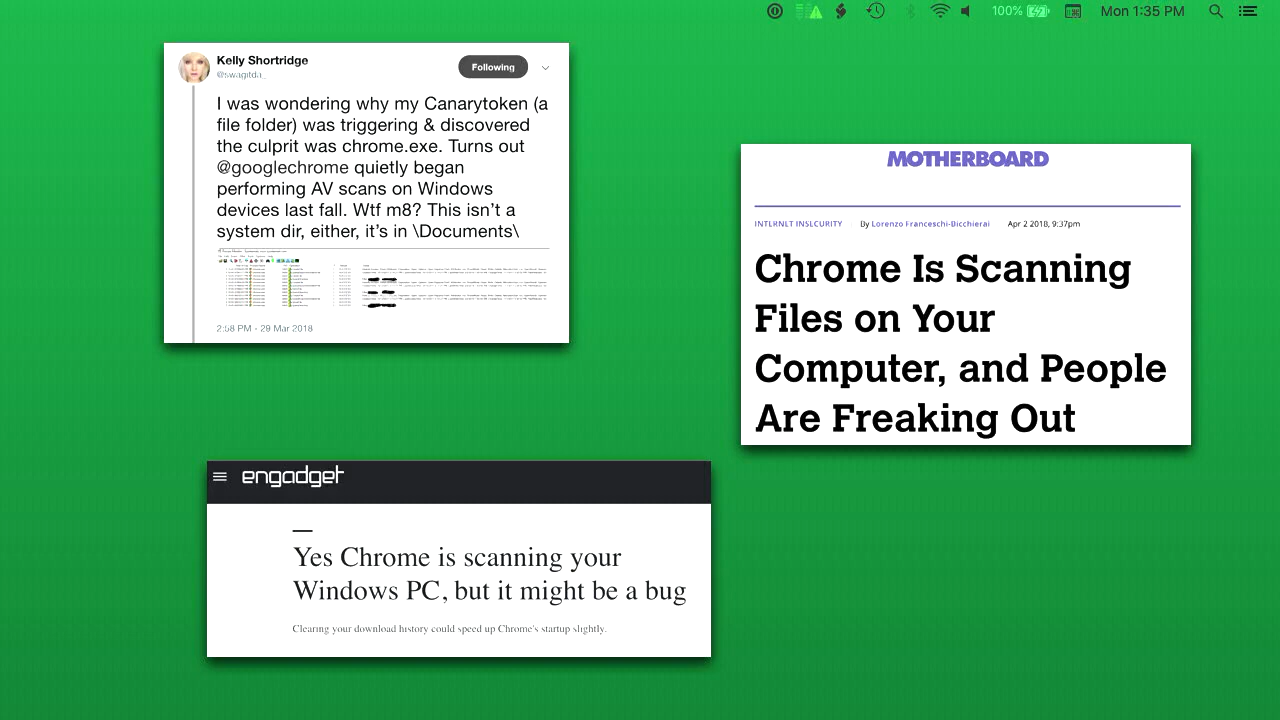 100%
Mon 1:35 PM
Kelly Shortridge
@swagitda_
Following
I was wondering why my Canarytoken (a
file folder) was triggering & discovered
the culprit was chrome.exe. Turns out
@googlechrome quietly began
performing AV scans on Windows
devices last fall. Wtf m8? This isn't a
system dir, either, it's in \Documents\
2:58 PM - 29 Mar 2018
MOTHERBOARD
INTERNET INSECURITY
By Lorenzo Franceschi-Bicchierai
Apr 2 2018, 9:37pm
Chrome Is Scanning
Files on Your
Computer, and People
Are Freaking Out
engadget
Yes Chrome is scanning your
Windows PC, but it might be a bug
Clearing your download history could speed up Chrome's startup slightly.